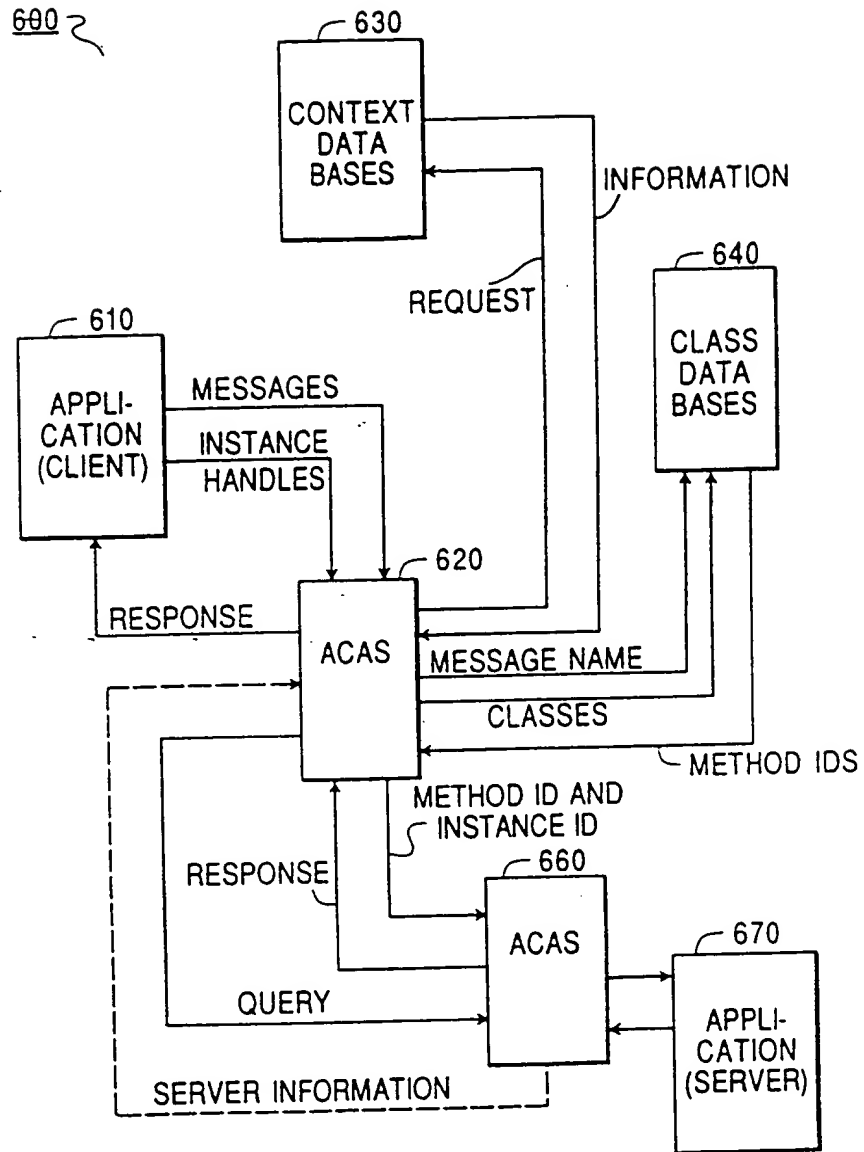 600
630
CONTEXT
DATA
BASES
INFORMATION
REQUEST
640
CLASS
DATA
BASES
610
APPLI-
CATION
(CLIENT)
MESSAGES
INSTANCE
HANDLES
RESPONSE
620
ACAS
MESSAGE NAME
CLASSES
METHOD IDS
METHOD ID AND
INSTANCE ID
RESPONSE
660
ACAS
QUERY
670
APPLI-
CATION
(SERVER)
SERVER INFORMATION